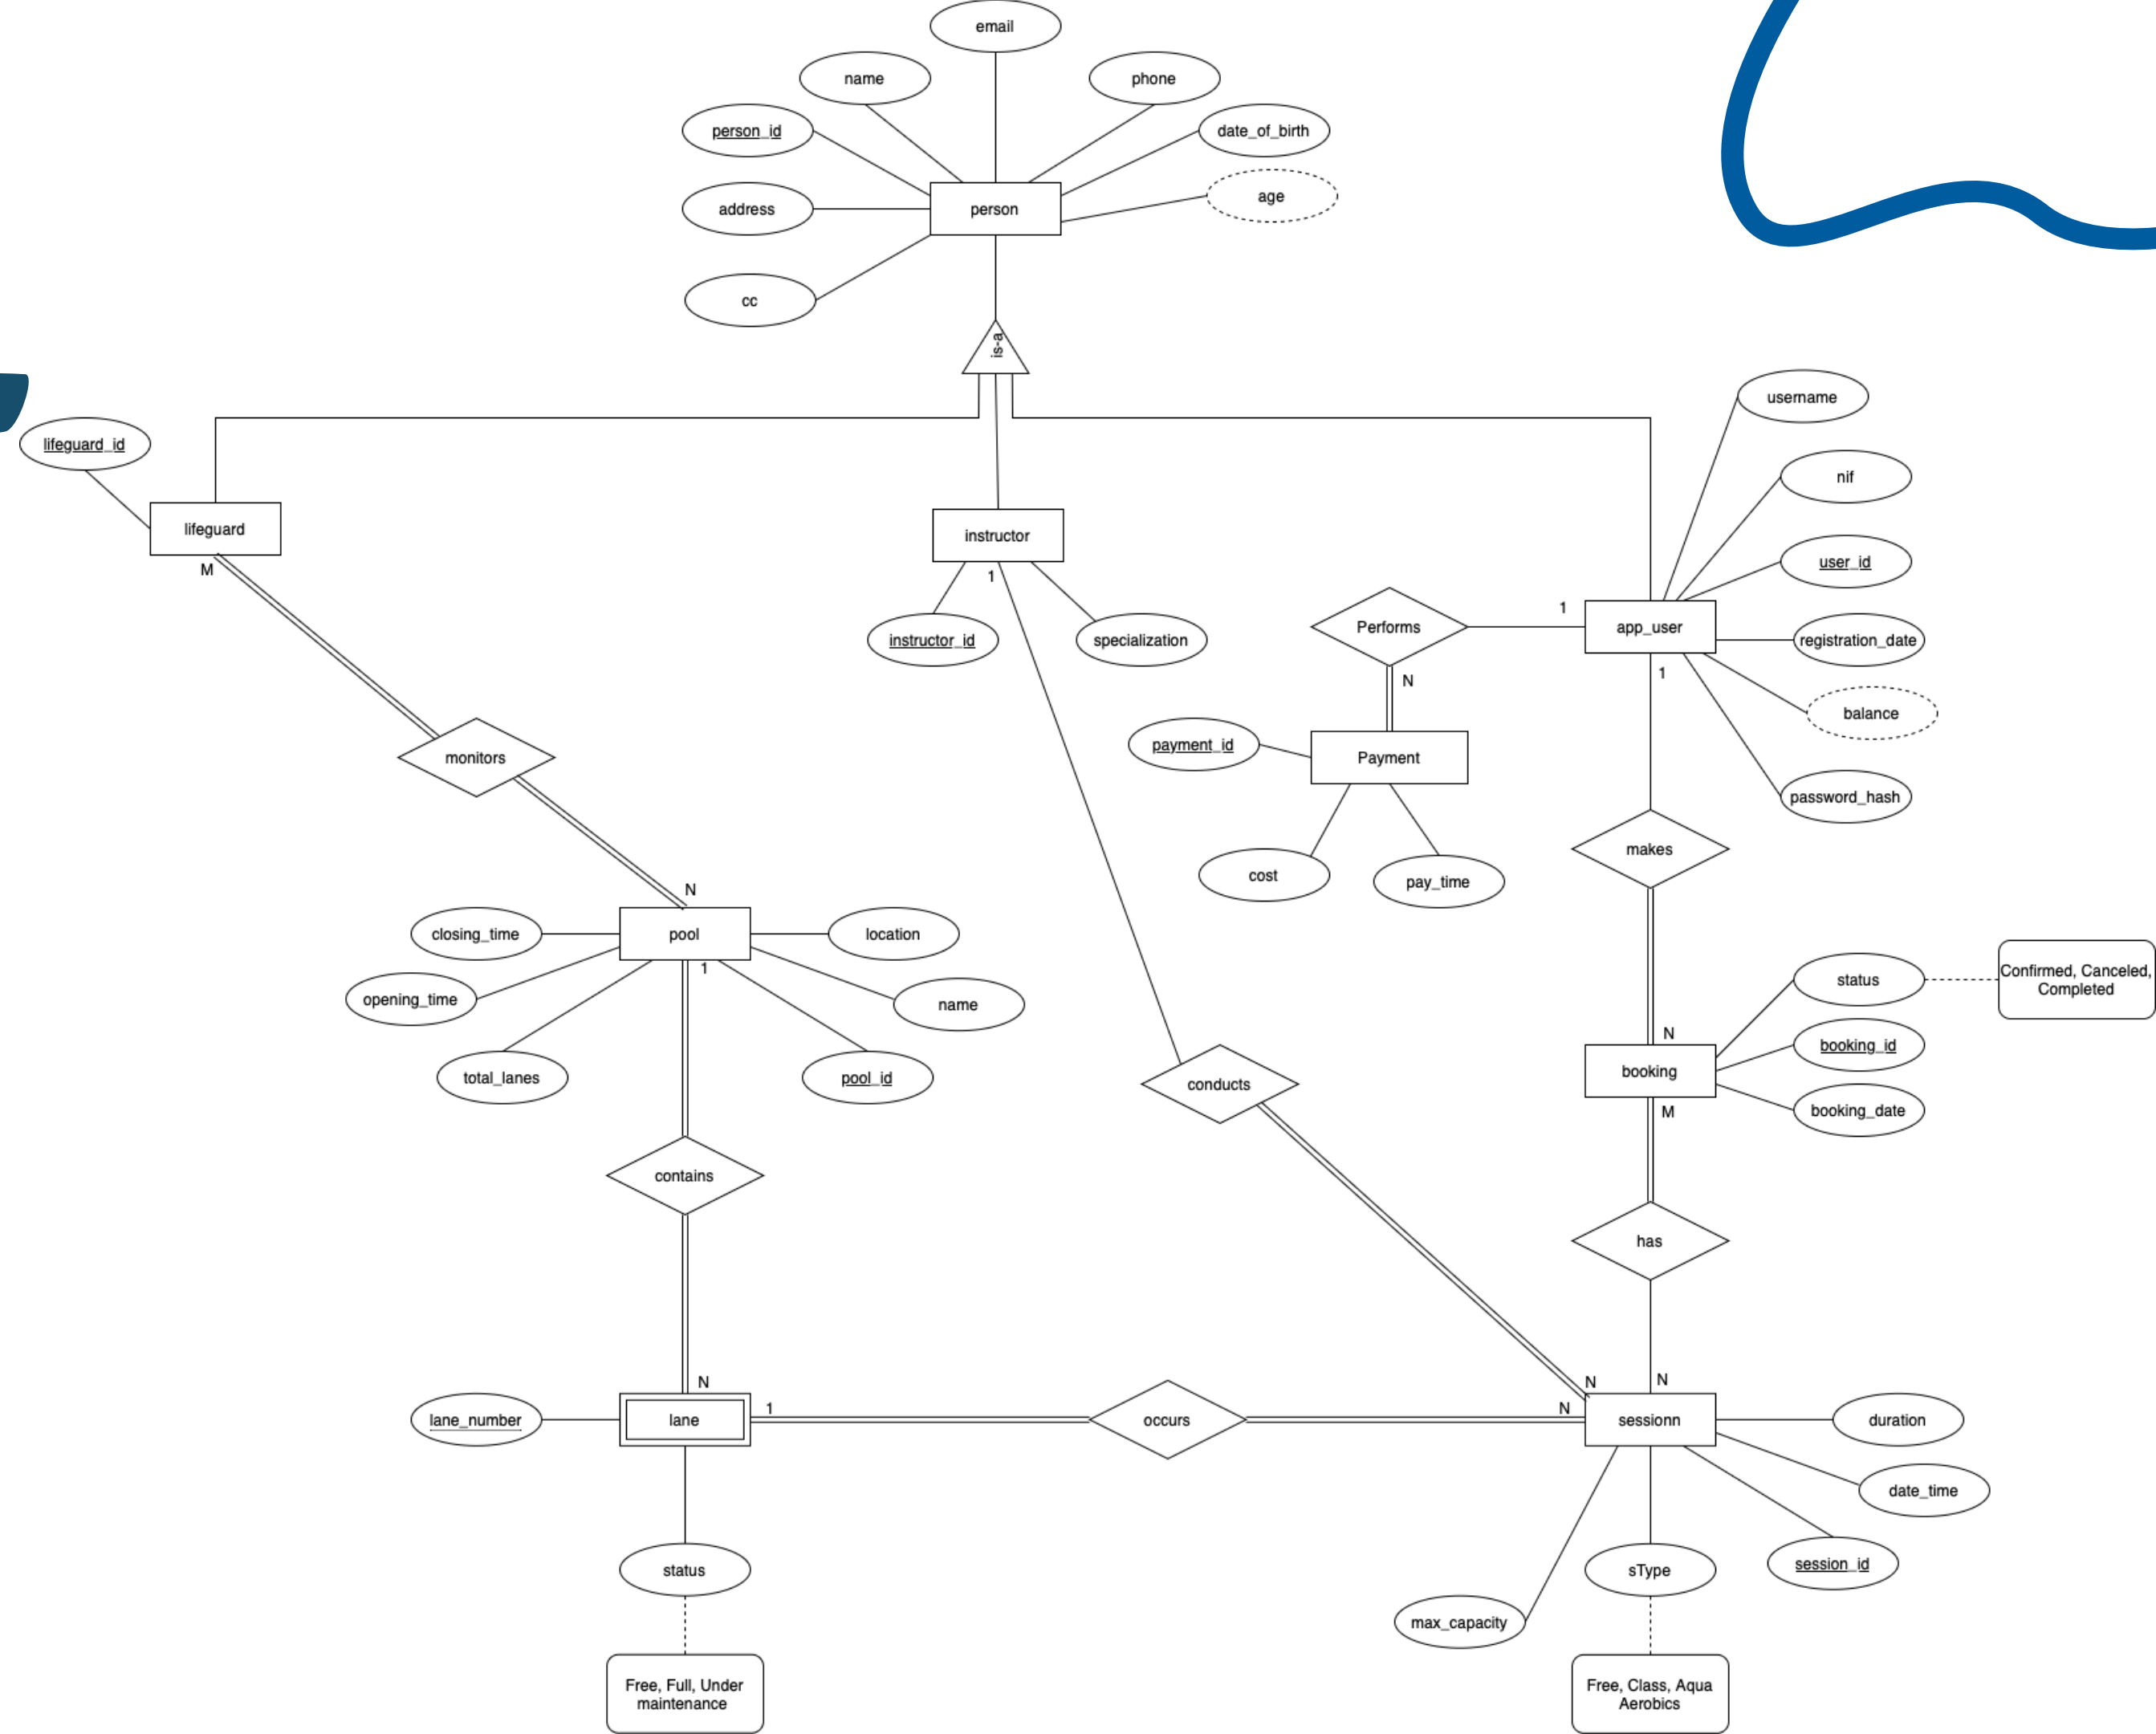 email
name
phone
person_id
date_of_birth
address
person
age
cc
is-a
username
lifeguard_id
nif
lifeguard
instructor
user_id
M
1
1
Performs
app_user
instructor_id
specialization
registration_date
N
1
balance
payment_id
Payment
monitors
password_hash
makes
cost
pay_time
N
closing_time
pool
location
1
opening_time
name
status
Confirmed, Canceled,
Completed
N
booking_id
total_lanes
pool_id
conducts
booking
booking_date
M
contains
has
N
N
N
lane_number
lane
1
occurs
N
sessionn
duration
date_time
status
sType
session_id
max_capacity
Free, Full, Under
maintenance
Free, Class, Aqua
Aerobics